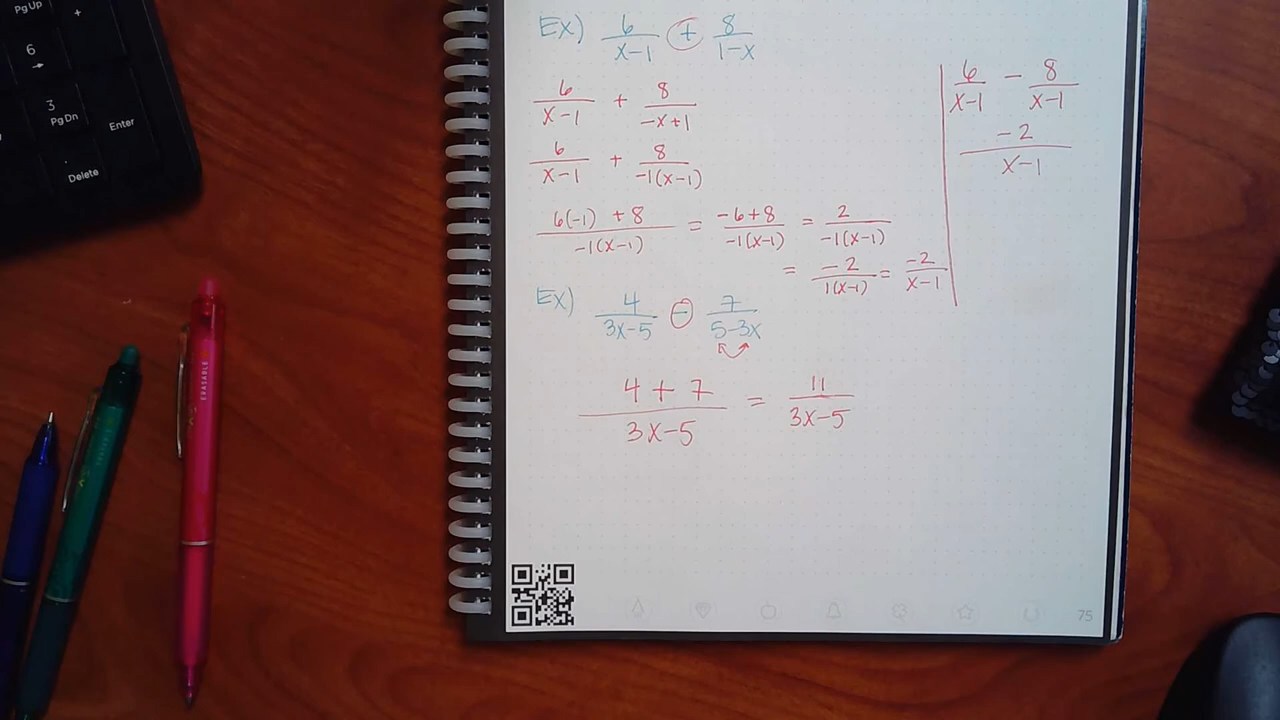 PgUp
+
6
→
3
PgDn
Enter
.
Delete
ERASABLE
Ex) 6/(x-1) + 8/(1-x)
6/(x-1) + 8/(-x+1)
6/(x-1) + 8/(-1(x-1))
(6(-1) + 8)/(-1(x-1)) = (-6+8)/(-1(x-1)) = 2/(-1(x-1))
= -2/(1(x-1)) = -2/(x-1)
6/(x-1) - 8/(x-1)
-2/(x-1)
Ex) 4/(3x-5) - 7/(5-3x)
(4 + 7)/(3x-5) = 11/(3x-5)
75